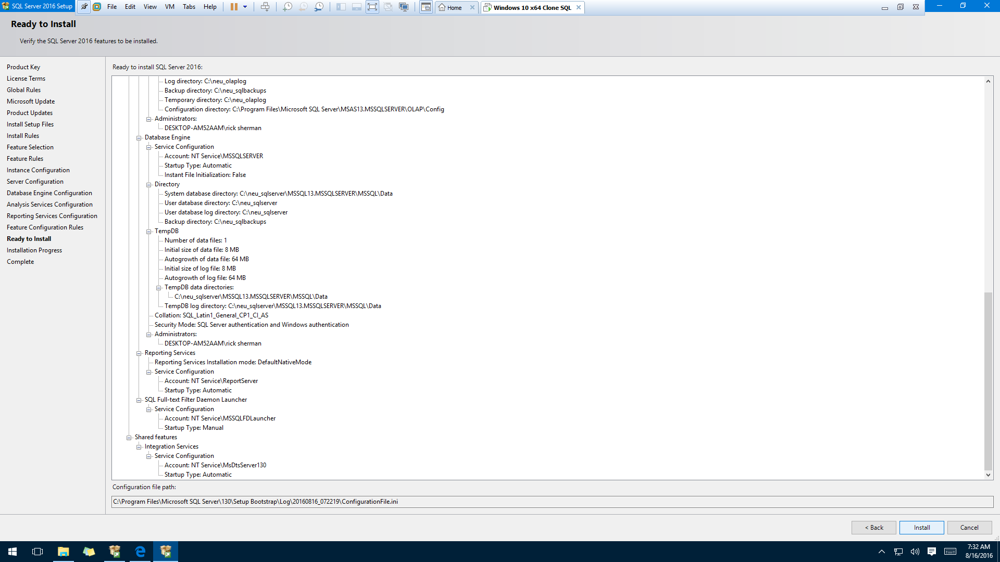 SQL Server 2016 Setup
File Edit View VM Tabs Help
Home
Windows 10 x64 Clone SQL
Ready to Install
Verify the SQL Server 2016 features to be installed.
Product Key
License Terms
Global Rules
Microsoft Update
Product Updates
Install Setup Files
Install Rules
Feature Selection
Feature Rules
Instance Configuration
Server Configuration
Database Engine Configuration
Analysis Services Configuration
Reporting Services Configuration
Feature Configuration Rules
Ready to Install
Installation Progress
Complete
Ready to install SQL Server 2016:
Log directory: C:\neu_olaplog
Backup directory: C:\neu_sqlbackups
Temporary directory: C:\neu_olaplog
Configuration directory: C:\Program Files\Microsoft SQL Server\MSAS13.MSSQLSERVER\OLAP\Config
Administrators:
DESKTOP-AM52AAM\rick sherman
Database Engine
Service Configuration
Account: NT Service\MSSQLSERVER
Startup Type: Automatic
Instant File Initialization: False
Directory
System database directory: C:\neu_sqlserver\MSSQL13.MSSQLSERVER\MSSQL\Data
User database directory: C:\neu_sqlserver
User database log directory: C:\neu_sqlserver
Backup directory: C:\neu_sqlbackups
TempDB
Number of data files: 1
Initial size of data file: 8 MB
Autogrowth of data file: 64 MB
Initial size of log file: 8 MB
Autogrowth of log file: 64 MB
TempDB data directories:
C:\neu_sqlserver\MSSQL13.MSSQLSERVER\MSSQL\Data
TempDB log directory: C:\neu_sqlserver\MSSQL13.MSSQLSERVER\MSSQL\Data
Collation: SQL_Latin1_General_CP1_CI_AS
Security Mode: SQL Server authentication and Windows authentication
Administrators:
DESKTOP-AM52AAM\rick sherman
Reporting Services
Reporting Services Installation mode: DefaultNativeMode
Service Configuration
Account: NT Service\ReportServer
Startup Type: Automatic
SQL Full-text Filter Daemon Launcher
Service Configuration
Account: NT Service\MSSQLFDLauncher
Startup Type: Manual
Shared features
Integration Services
Service Configuration
Account: NT Service\MsDtsServer130
Startup Type: Automatic
Configuration file path:
C:\Program Files\Microsoft SQL Server\130\Setup Bootstrap\Log\20160816_072219\ConfigurationFile.ini
< Back
Install
Cancel
7:32 AM
8/16/2016